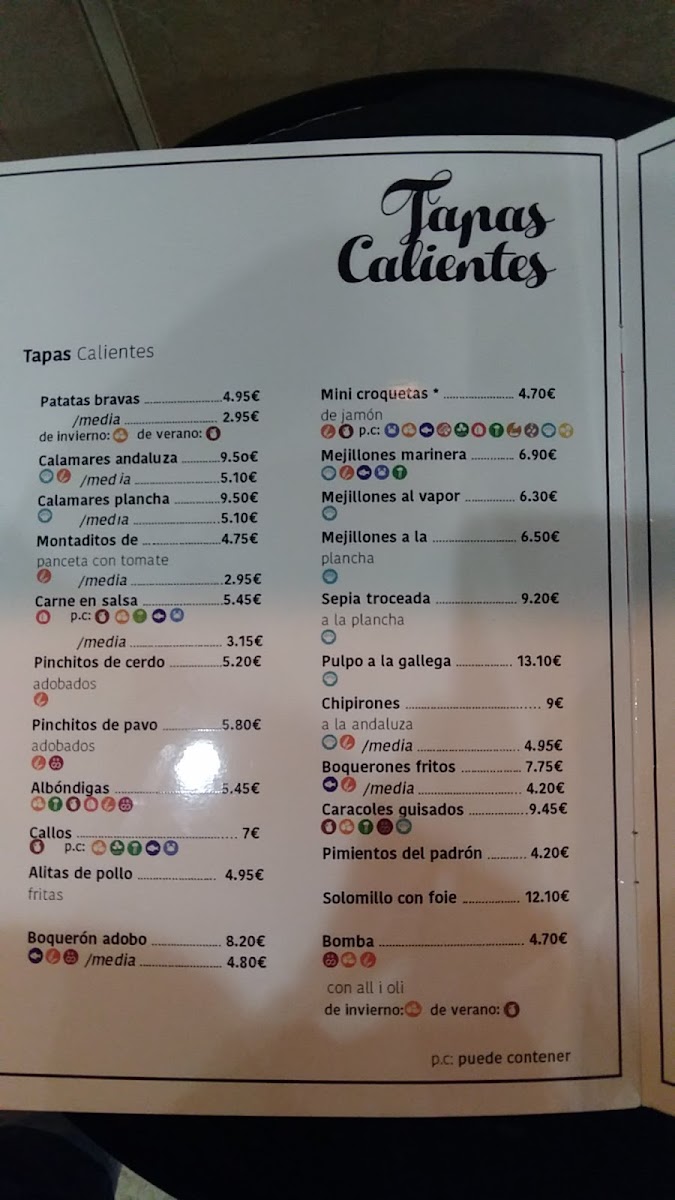 Tapas
Calientes
Tapas Calientes
Patatas bravas 4.95€
/media 2.95€
de invierno: de verano:
Calamares andaluza 9.50€
/media 5.10€
Calamares plancha 9.50€
/media 5.10€
Montaditos de 4.75€
panceta con tomate
/media 2.95€
Carne en salsa 5.45€
p.c:
/media 3.15€
Pinchitos de cerdo 5.20€
adobados
Pinchitos de pavo 5.80€
adobados
Albóndigas 5.45€
Callos 7€
p.c:
Alitas de pollo 4.95€
fritas
Boquerón adobo 8.20€
/media 4.80€
Mini croquetas * 4.70€
de jamón
p.c:
Mejillones marinera 6.90€
Mejillones al vapor 6.30€
Mejillones a la 6.50€
plancha
Sepia troceada 9.20€
a la plancha
Pulpo a la gallega 13.10€
Chipirones 9€
a la andaluza
/media 4.95€
Boquerones fritos 7.75€
/media 4.20€
Caracoles guisados 9.45€
Pimientos del padrón 4.20€
Solomillo con foie 12.10€
Bomba 4.70€
con all i oli
de invierno: de verano:
p.c: puede contener